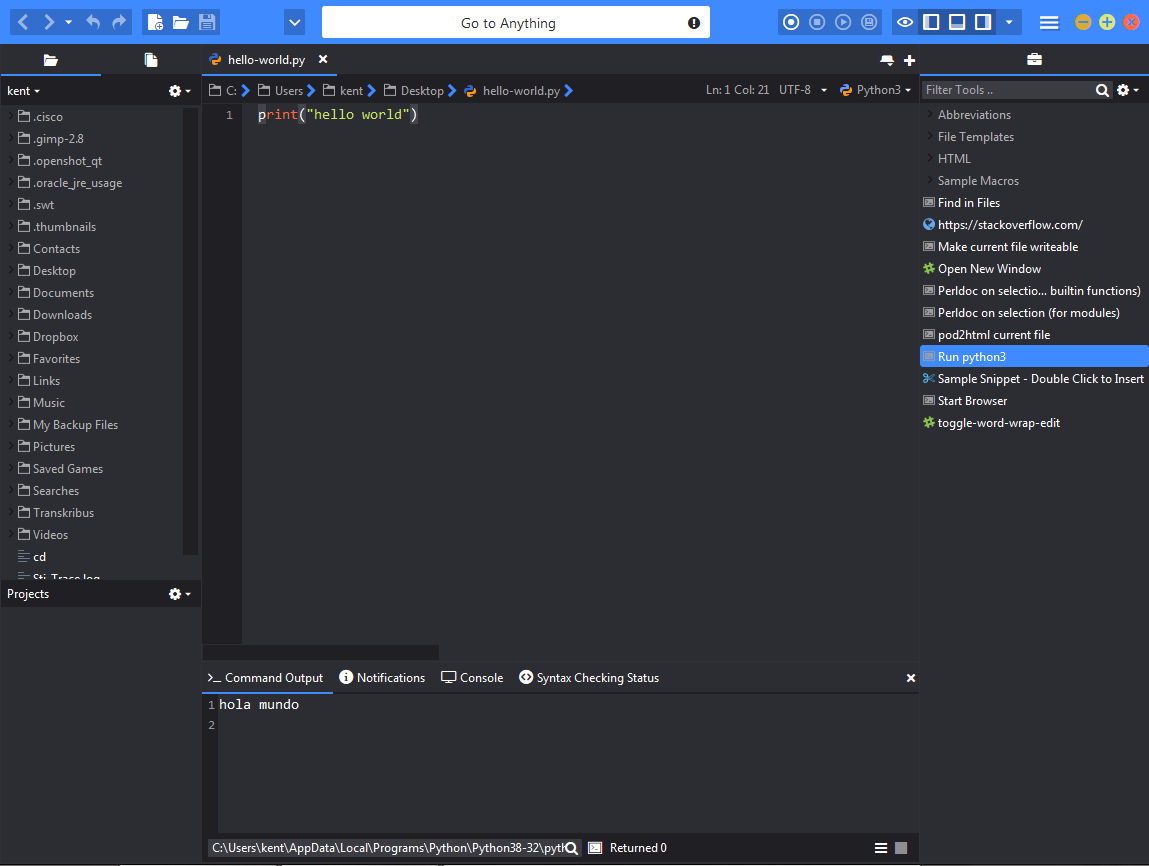 Go to Anything
hello-world.py
kent
C: Users kent Desktop hello-world.py Ln: 1 Col: 21 UTF-8 Python3
Filter Tools ..
.cisco
.gimp-2.8
.openshot_qt
.oracle_jre_usage
.swt
.thumbnails
Contacts
Desktop
Documents
Downloads
Dropbox
Favorites
Links
Music
My Backup Files
Pictures
Saved Games
Searches
Transkribus
Videos
cd
Projects
1 print("hello world")
Abbreviations
File Templates
HTML
Sample Macros
Find in Files
https://stackoverflow.com/
Make current file writeable
Open New Window
Perldoc on selectio... builtin functions)
Perldoc on selection (for modules)
pod2html current file
Run python3
Sample Snippet - Double Click to Insert
Start Browser
toggle-word-wrap-edit
Command Output Notifications Console Syntax Checking Status
1 hola mundo
2
C:\Users\kent\AppData\Local\Programs\Python\Python38-32\pyth Returned 0